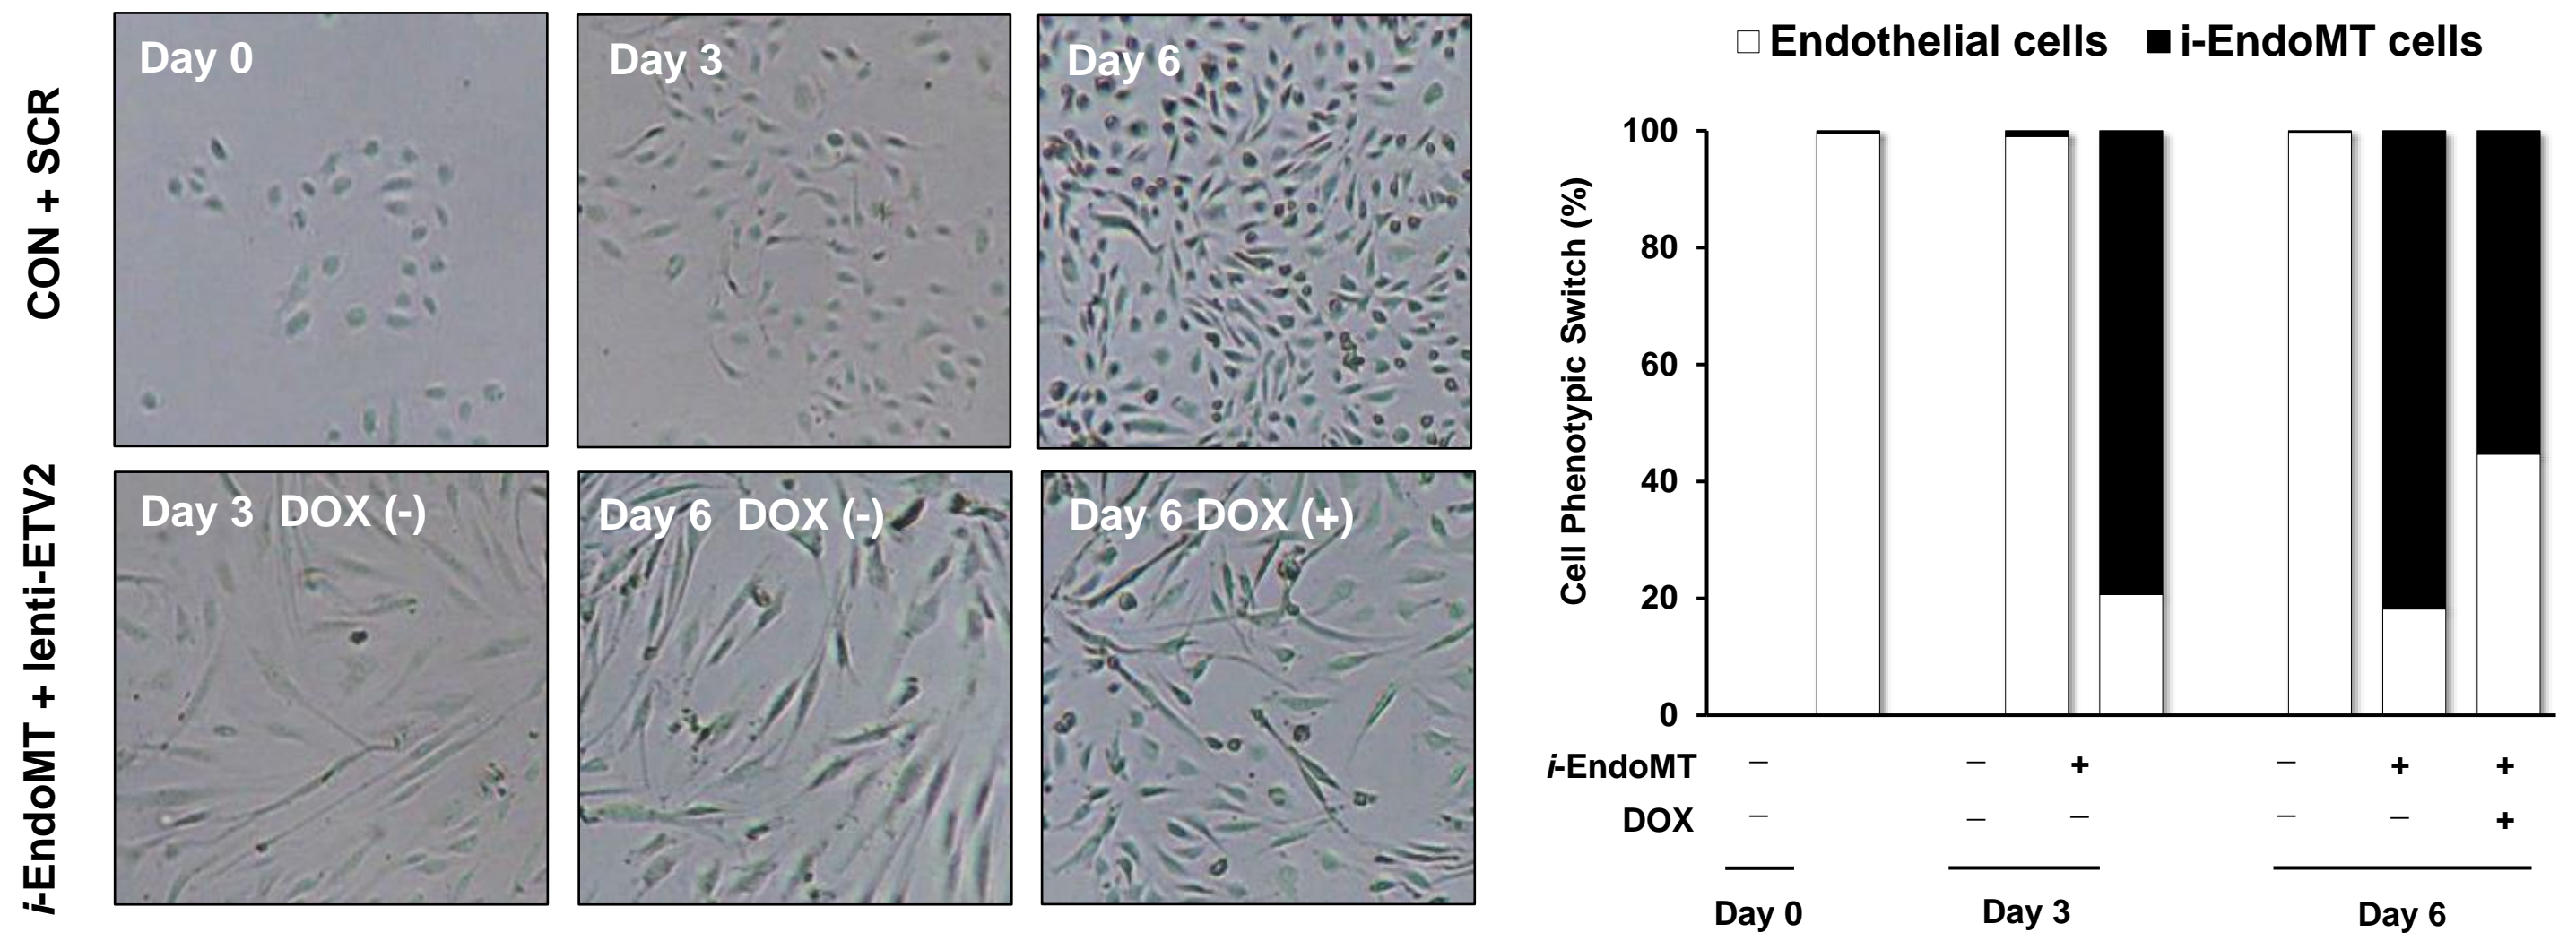 CON + SCR
Day 0
Day 3
Day 6
i-EndoMT + lenti-ETV2
Day 3 DOX (-)
Day 6 DOX (-)
Day 6 DOX (+)
Endothelial cells i-EndoMT cells
Cell Phenotypic Switch (%)
100
80
60
40
20
0
i-EndoMT – – + – + +
DOX – – – – – +
Day 0 Day 3 Day 6